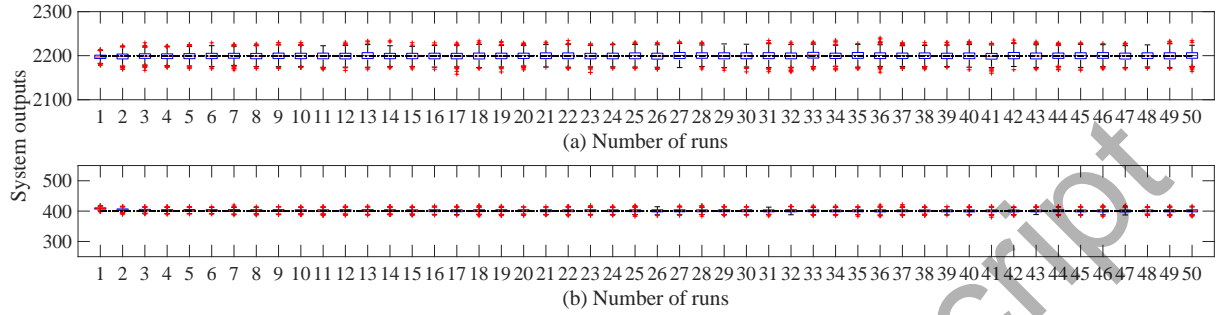 2300
2200
2100
1 2 3 4 5 6 7 8 9 10 11 12 13 14 15 16 17 18 19 20 21 22 23 24 25 26 27 28 29 30 31 32 33 34 35 36 37 38 39 40 41 42 43 44 45 46 47 48 49 50
(a) Number of runs
System outputs
500
400
300
1 2 3 4 5 6 7 8 9 10 11 12 13 14 15 16 17 18 19 20 21 22 23 24 25 26 27 28 29 30 31 32 33 34 35 36 37 38 39 40 41 42 43 44 45 46 47 48 49 50
(b) Number of runs
cript